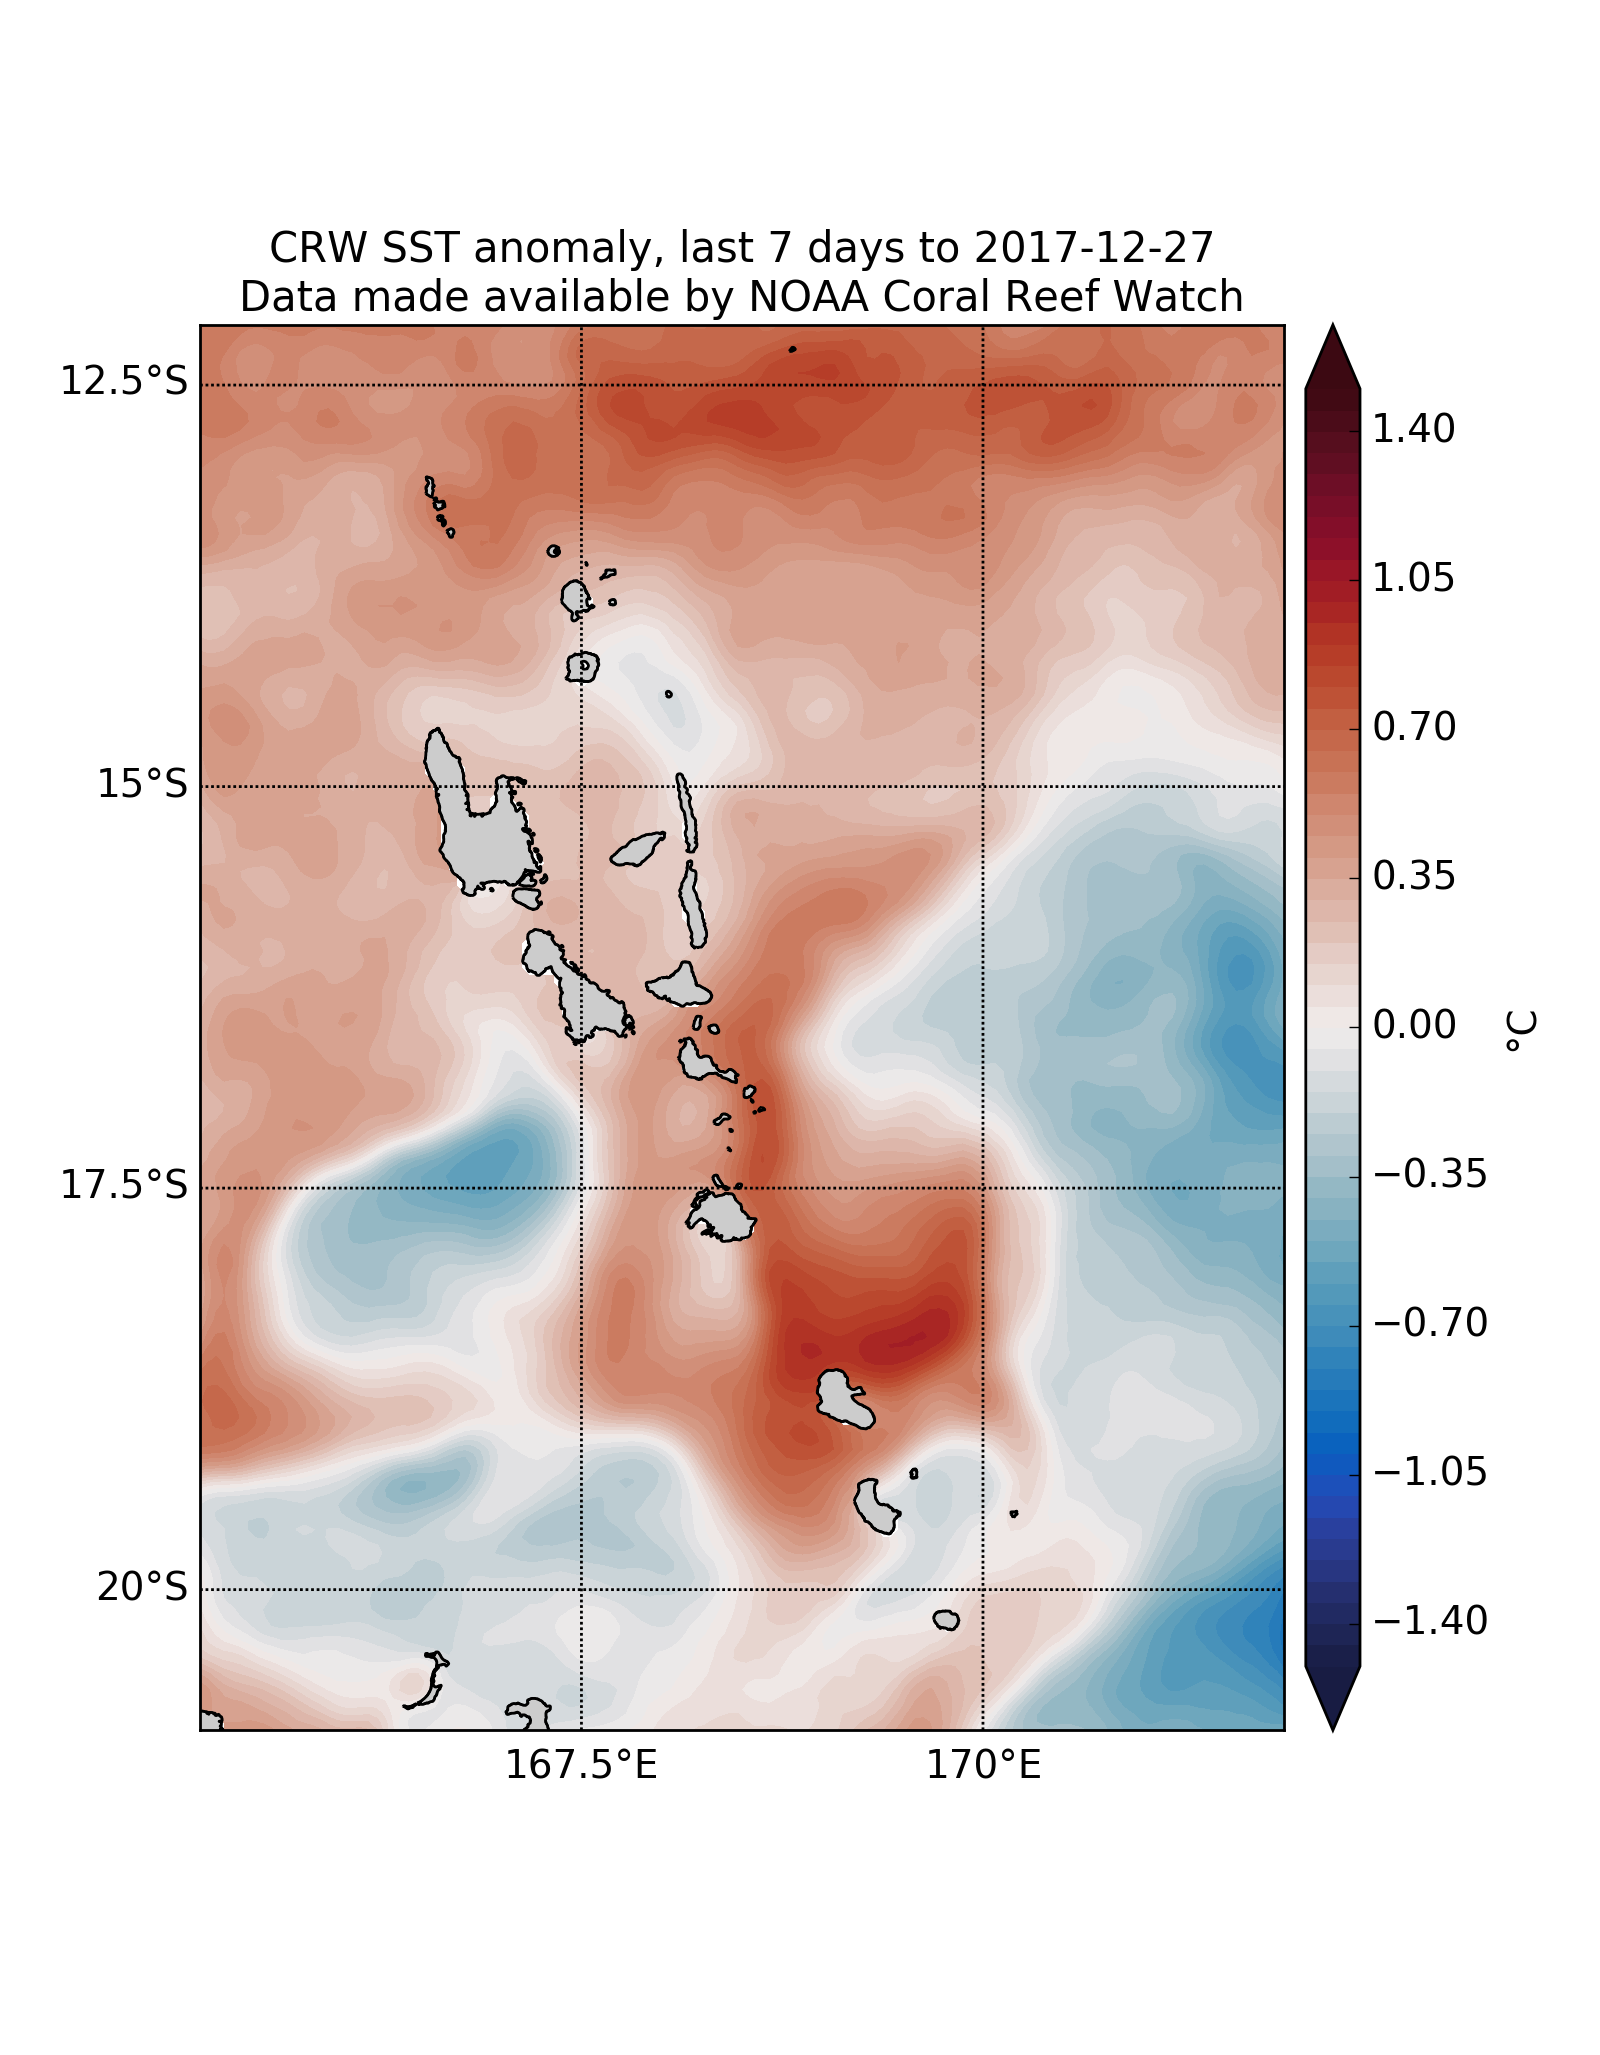 CRW SST anomaly, last 7 days to 2017-12-27
Data made available by NOAA Coral Reef Watch
12.5°S
15°S
17.5°S
20°S
167.5°E
170°E
1.40
1.05
0.70
0.35
0.00
−0.35
−0.70
−1.05
−1.40
°C